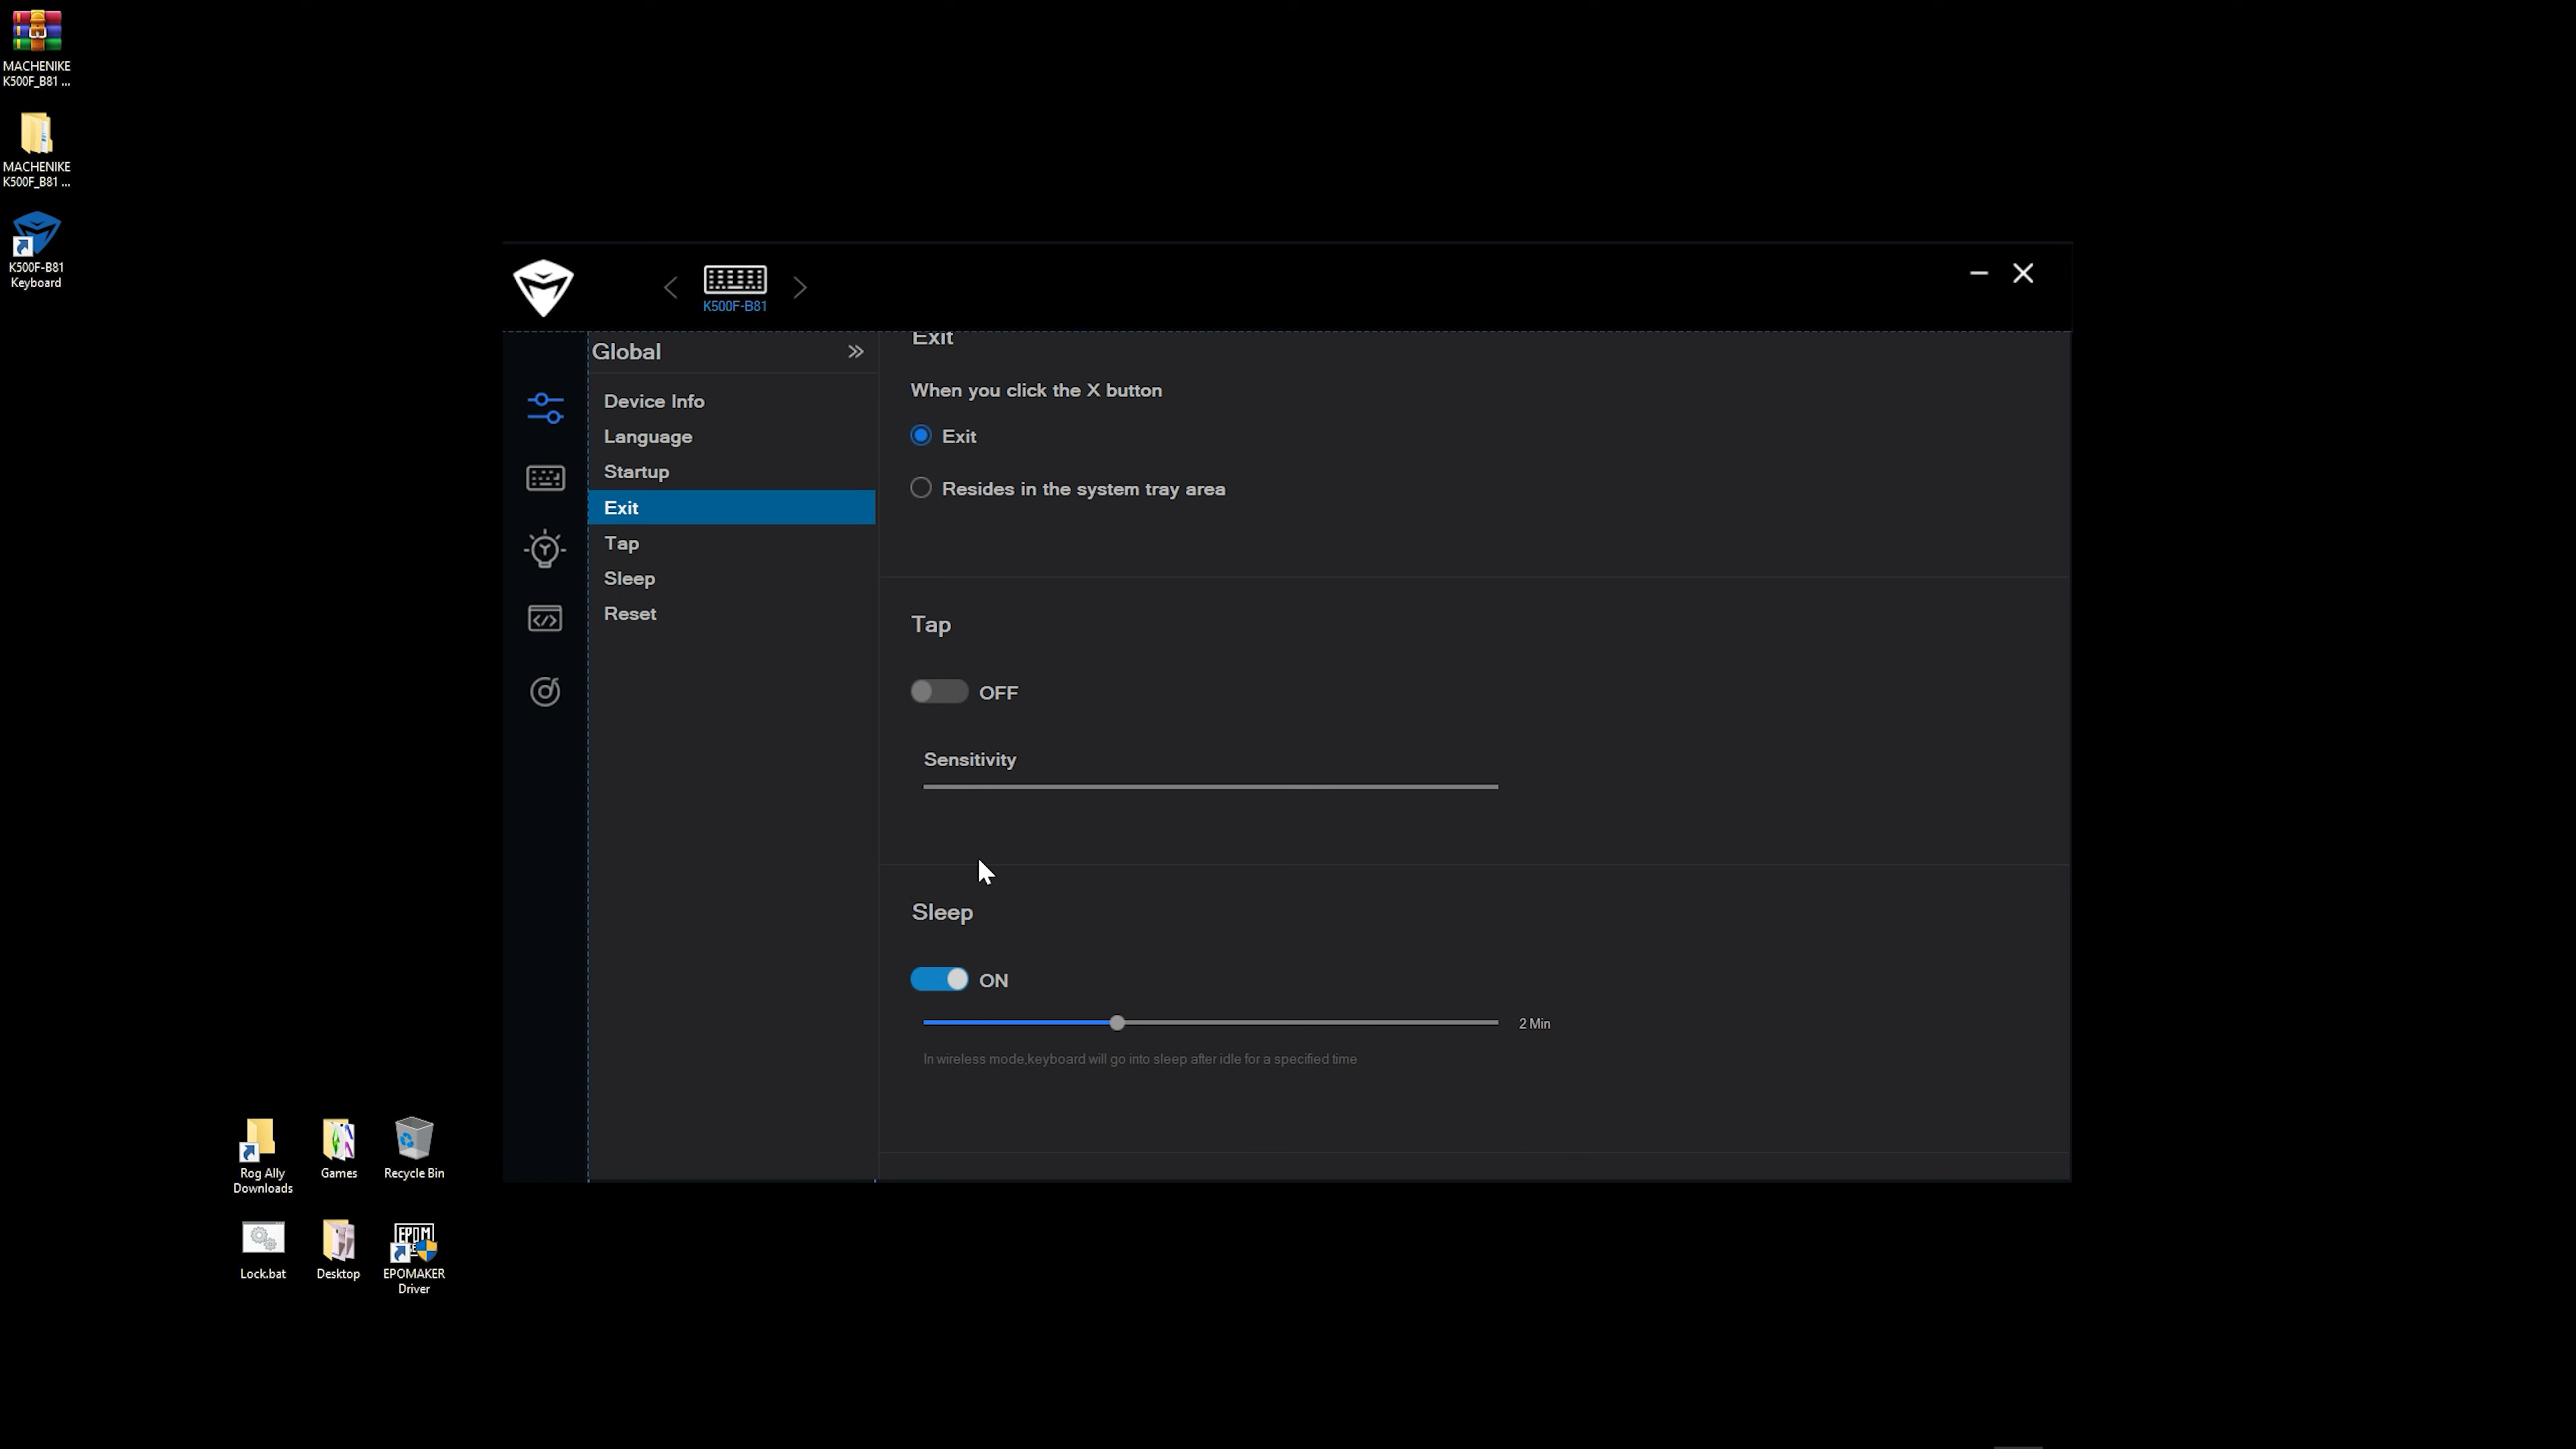 MACHENIKE
K500F_B81 ...
MACHENIKE
K500F_B81 ...
K500F-B81
Keyboard
K500F-B81
Global
Device Info
Language
Startup
Exit
Tap
Sleep
Reset
Exit
When you click the X button
Exit
Resides in the system tray area
Tap
OFF
Sensitivity
Sleep
ON
2 Min
In wireless mode,keyboard will go into sleep after idle for a specified time
Rog Ally
Downloads
Games
Recycle Bin
Lock.bat
Desktop
EPOMAKER
Driver